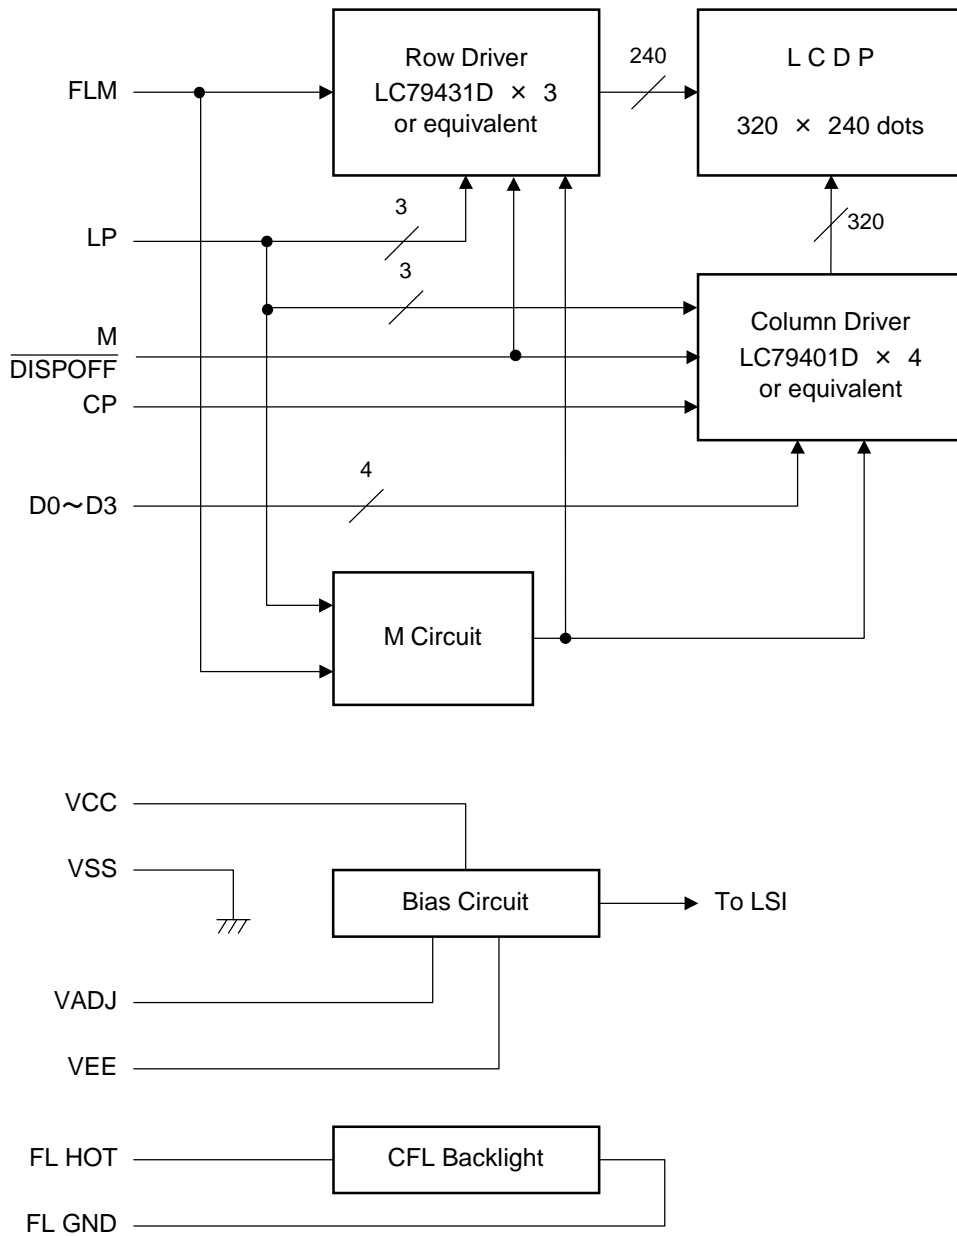 Row Driver
LC79431D × 3
or equivalent
240
L C D P
320 × 240 dots
FLM
3
LP
320
3
M
DISPOFF
CP
Column Driver
LC79401D × 4
or equivalent
4
D0～D3
M Circuit
VCC
VSS
Bias Circuit
To LSI
VADJ
VEE
FL HOT
CFL Backlight
FL GND